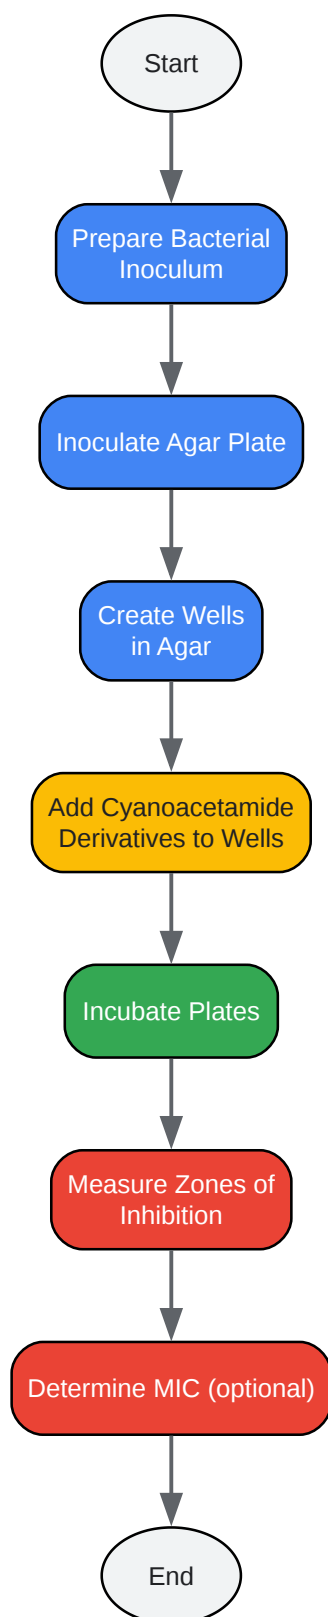 Start
Prepare Bacterial
Inoculum
Inoculate Agar Plate
Create Wells
in Agar
Add Cyanoacetamide
Derivatives to Wells
Incubate Plates
Measure Zones of
Inhibition
Determine MIC (optional)
End